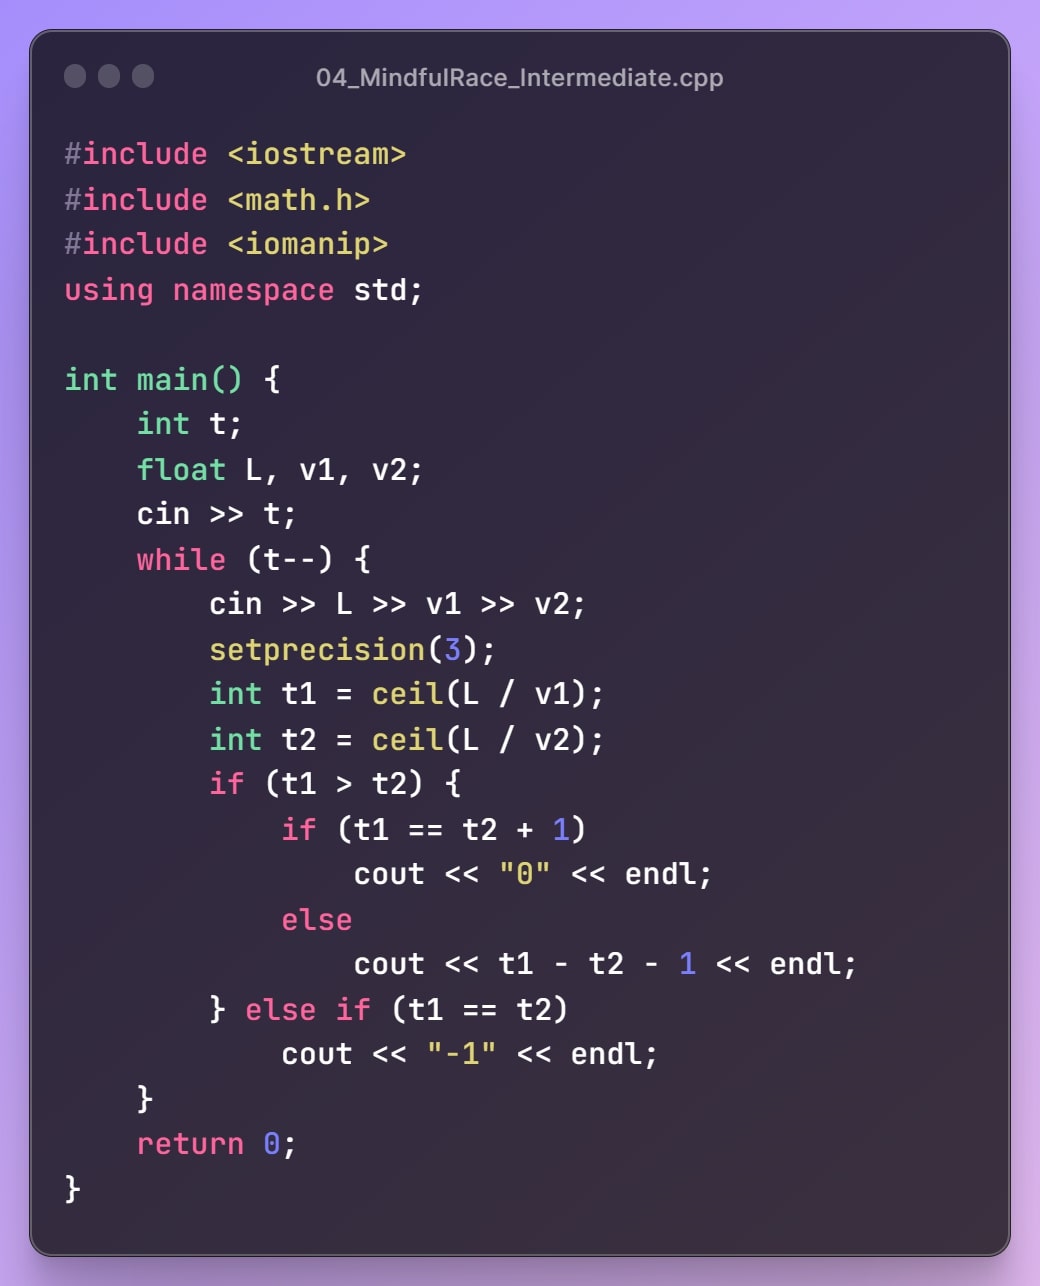 04_MindfulRace_Intermediate.cpp
#include <iostream>
#include <math.h>
#include <iomanip>
using namespace std;

int main() {
    int t;
    float L, v1, v2;
    cin >> t;
    while (t--) {
        cin >> L >> v1 >> v2;
        setprecision(3);
        int t1 = ceil(L / v1);
        int t2 = ceil(L / v2);
        if (t1 > t2) {
            if (t1 == t2 + 1)
                cout << "0" << endl;
            else
                cout << t1 - t2 - 1 << endl;
        } else if (t1 == t2)
            cout << "-1" << endl;
    }
    return 0;
}